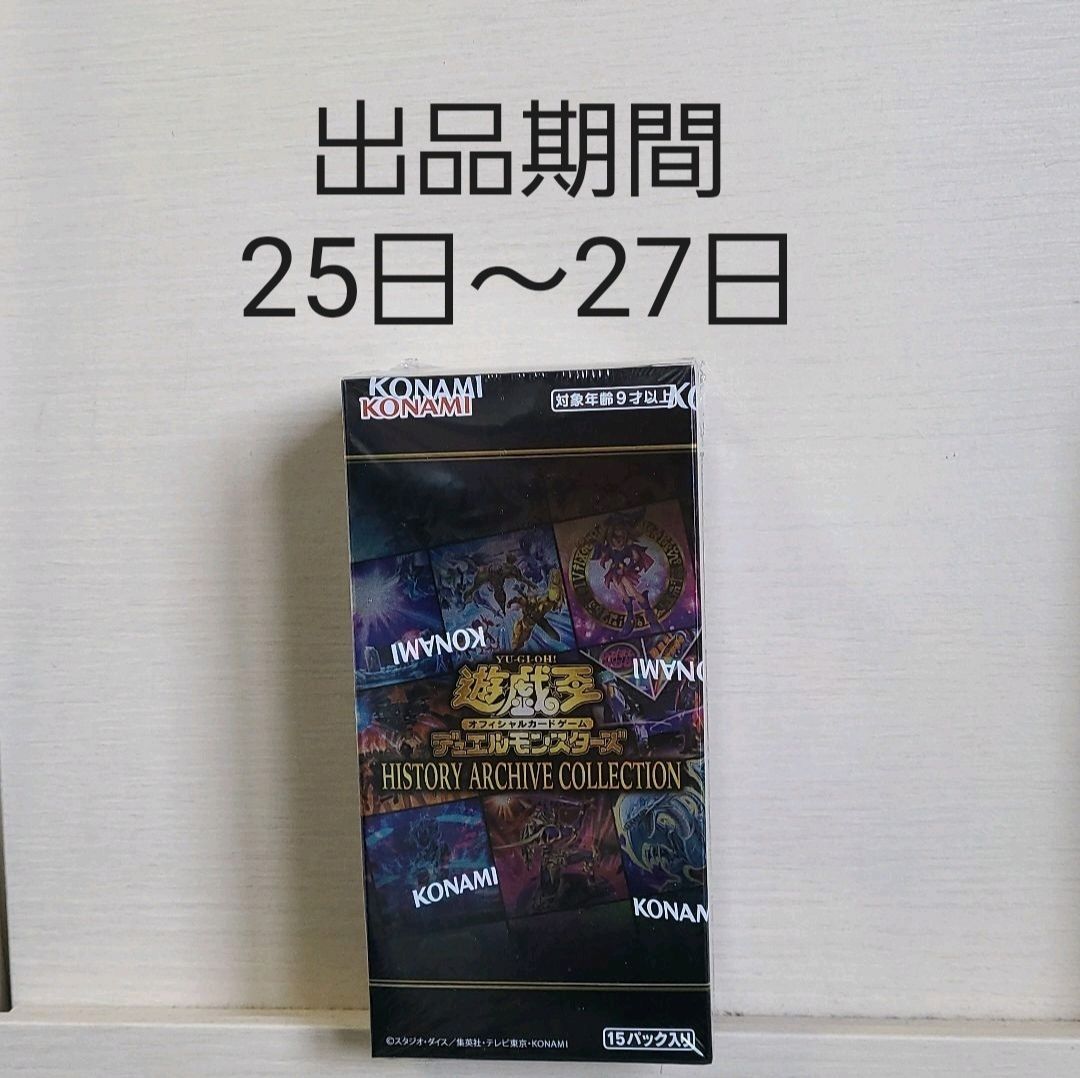 出品期間
25日～27日
KONAMI
KONAMI
対象年齢9才以上
KO
KONAMI
KONAMI
KONAMI
YU-GI-OH!
遊戯王
オフィシャルカードゲーム
デュエルモンスターズ
HISTORY ARCHIVE COLLECTION
KONAMI
KONAM
©スタジオ・ダイス／集英社・テレビ東京・KONAMI
15パック入り